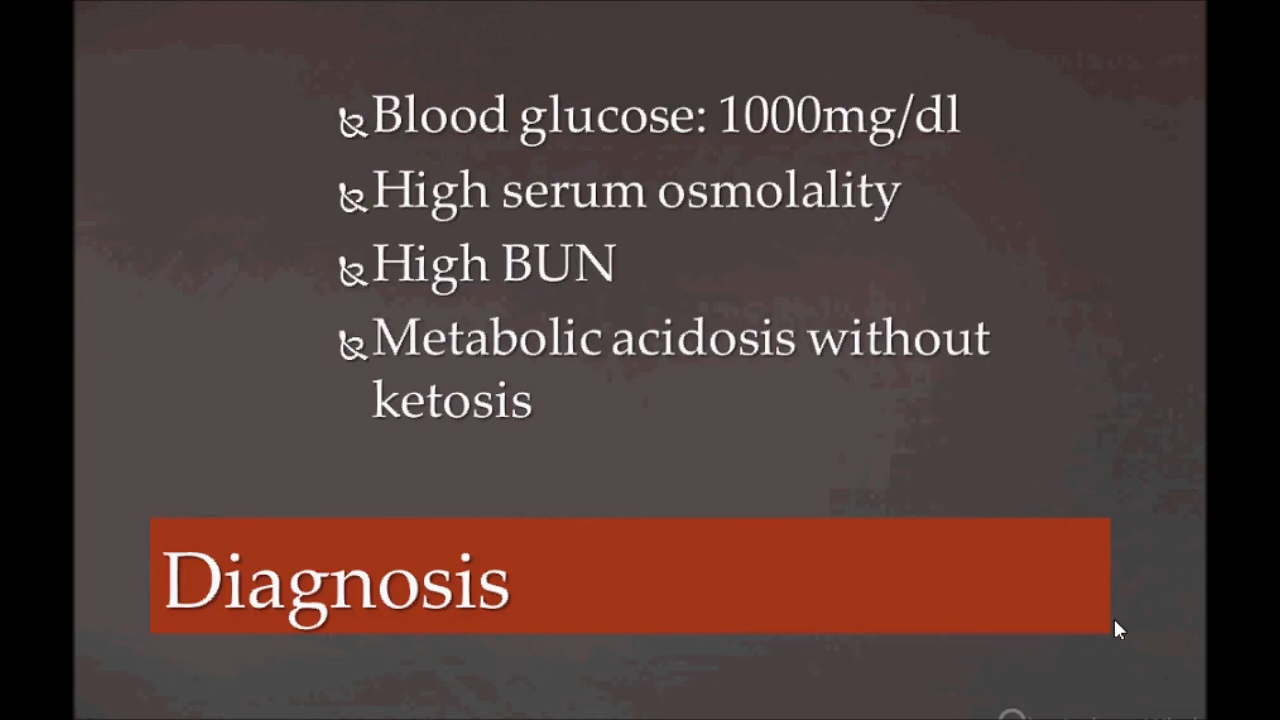 Blood glucose: 1000mg/dl
High serum osmolality
High BUN
Metabolic acidosis without
ketosis
Diagnosis